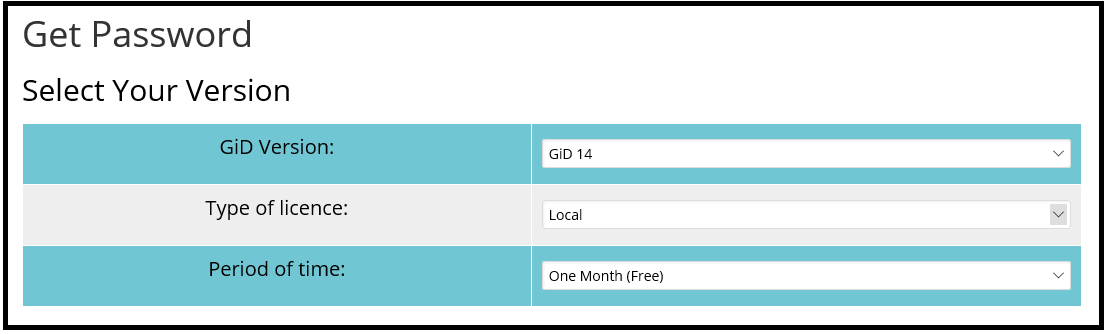 Get Password
Select Your Version
GiD Version: GiD 14
Type of licence: Local
Period of time: One Month (Free)